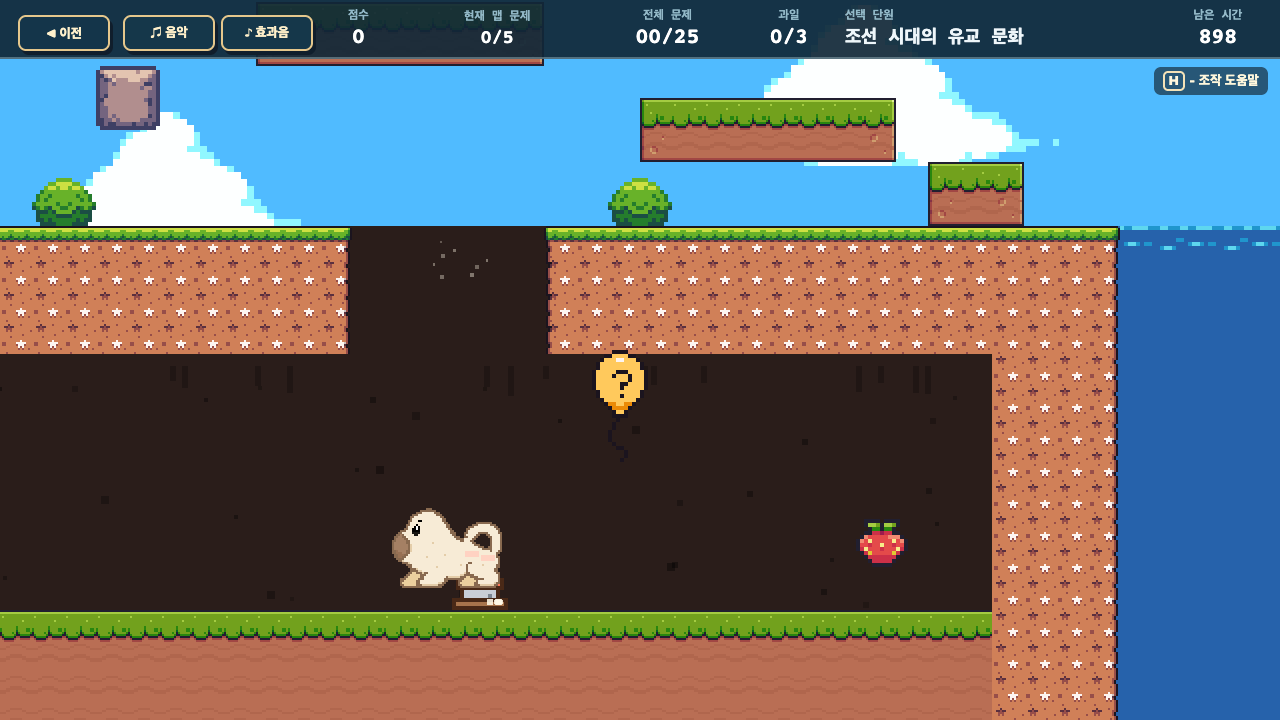 ◀ 이전
♫ 음악
♪ 효과음
점수
0
현재 맵 문제
0/5
전체 문제
00/25
과일
0/3
선택 단원
조선 시대의 유교 문화
남은 시간
898
H - 조작 도움말
?